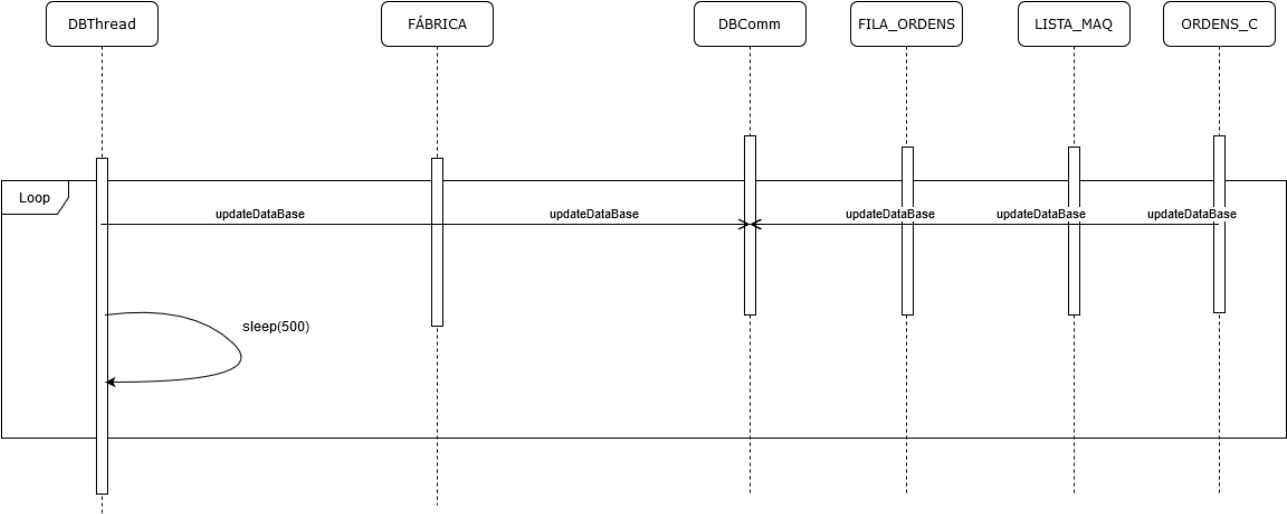 DBThread
FÁBRICA
DBComm
FILA_ORDENS
LISTA_MAQ
ORDENS_C
Loop
updateDataBase
updateDataBase
updateDataBase
updateDataBase
updateDataBase
sleep(500)